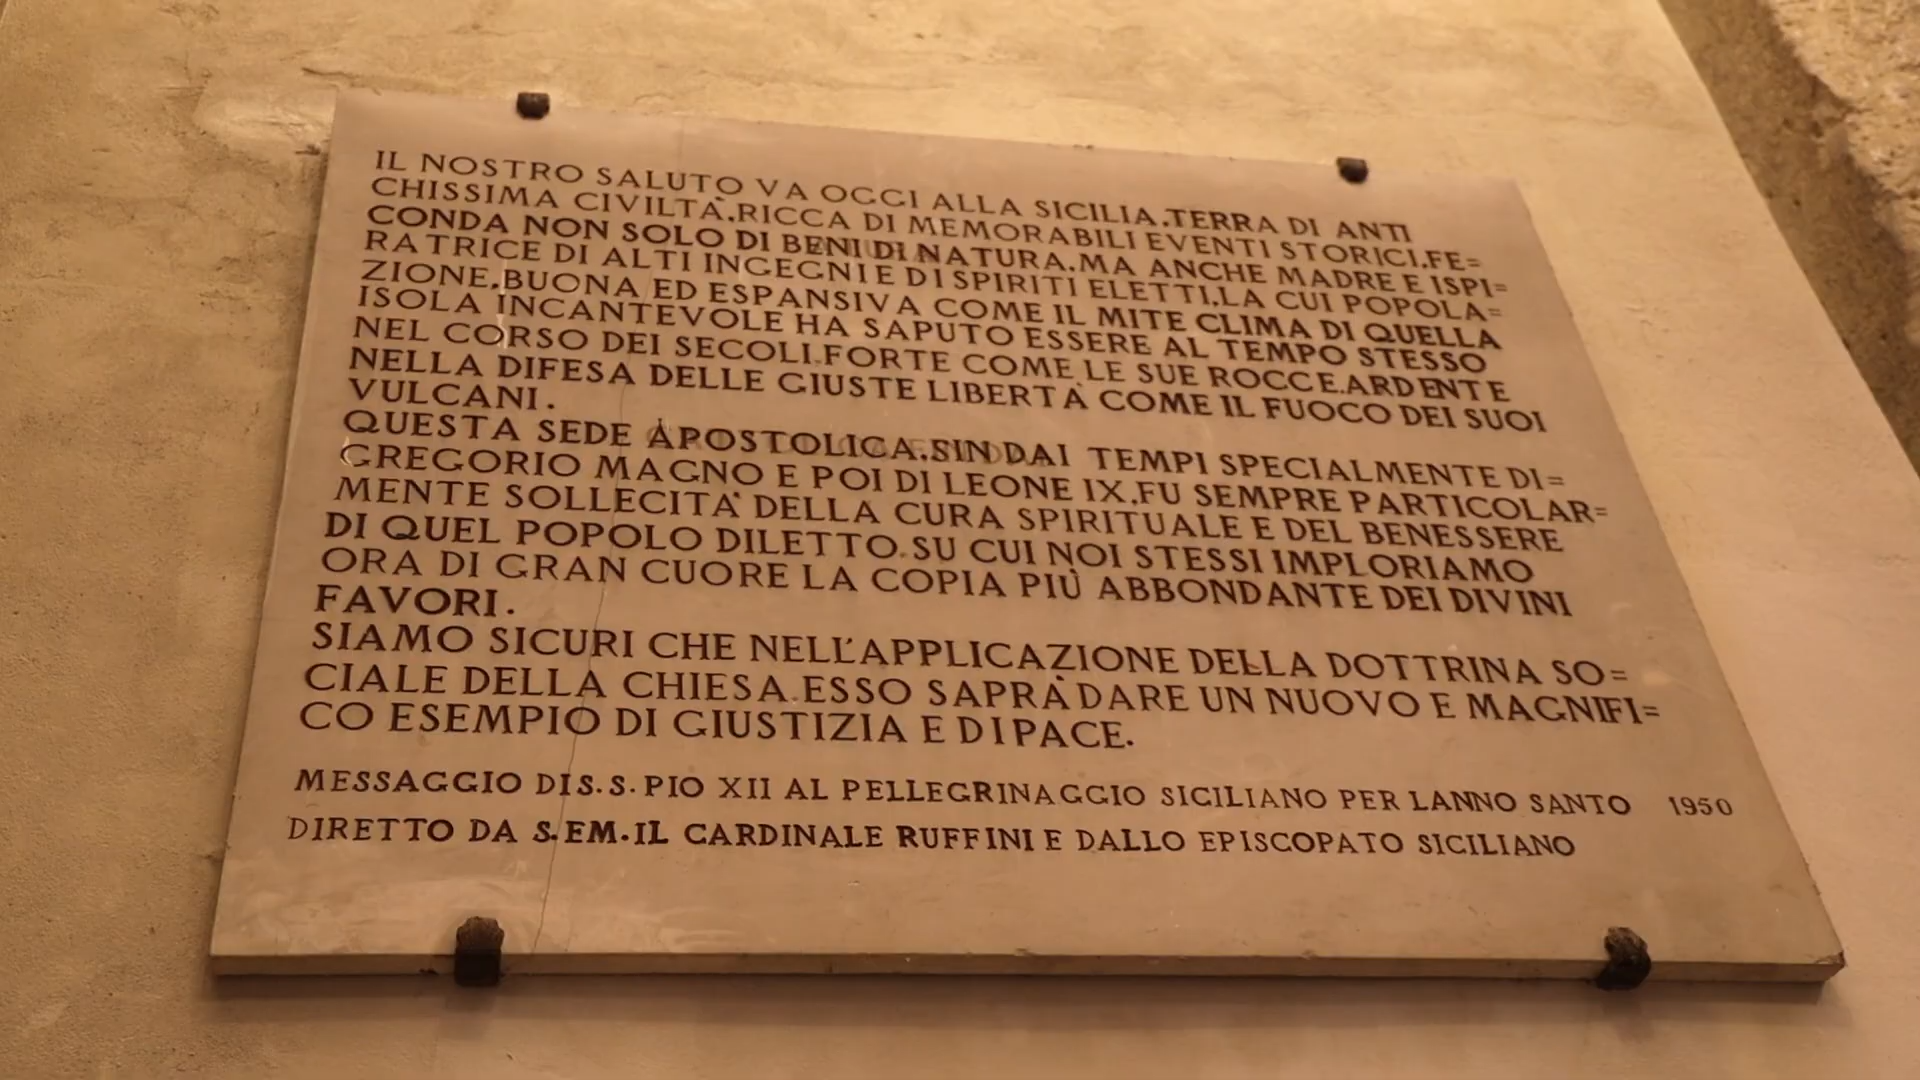 IL NOSTRO SALUTO VA OGGI ALLA SICILIA.TERRA DI ANTI
CHISSIMA CIVILTÀ.RICCA DI MEMORABILI EVENTI STORICI.FE=
CONDA NON SOLO DI BENI DI NATURA.MA ANCHE MADRE E ISPI=
RATRICE DI ALTI INGEGNI E DI SPIRITI ELETTI.LA CUI POPOLA=
ZIONE.BUONA ED ESPANSIVA COME IL MITE CLIMA DI QUELLA
ISOLA INCANTEVOLE HA SAPUTO ESSERE AL TEMPO STESSO
NEL CORSO DEI SECOLI.FORTE COME LE SUE ROCCE.ARDENTE
NELLA DIFESA DELLE GIUSTE LIBERTÀ COME IL FUOCO DEI SUOI
VULCANI.
QUESTA SEDE APOSTOLICA.SIN DAI TEMPI SPECIALMENTE DI=
GREGORIO MAGNO E POI DI LEONE IX.FU SEMPRE PARTICOLAR=
MENTE SOLLECITA' DELLA CURA SPIRITUALE E DEL BENESSERE
DI QUEL POPOLO DILETTO.SU CUI NOI STESSI IMPLORIAMO
ORA DI GRAN CUORE LA COPIA PIÙ ABBONDANTE DEI DIVINI
FAVORI.
SIAMO SICURI CHE NELL'APPLICAZIONE DELLA DOTTRINA SO=
CIALE DELLA CHIESA.ESSO SAPRÀ DARE UN NUOVO E MAGNIFI=
CO ESEMPIO DI GIUSTIZIA E DI PACE.
MESSAGGIO DI S.S.PIO XII AL PELLEGRINAGGIO SICILIANO PER LANNO SANTO 1950
DIRETTO DA S.EM.IL CARDINALE RUFFINI E DALLO EPISCOPATO SICILIANO